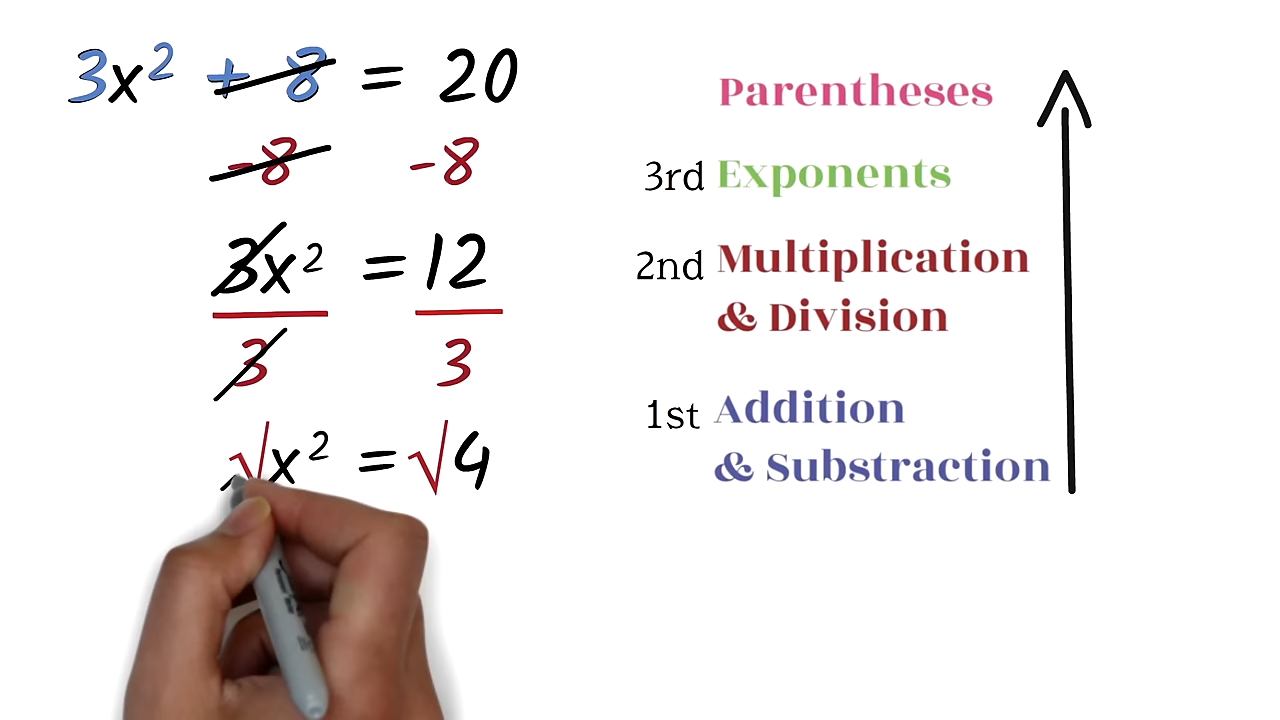 3x² + 8 = 20
-8 -8
3x² = 12
3 3
√x² = √4
Parentheses
3rd Exponents
2nd Multiplication
& Division
1st Addition
& Substraction